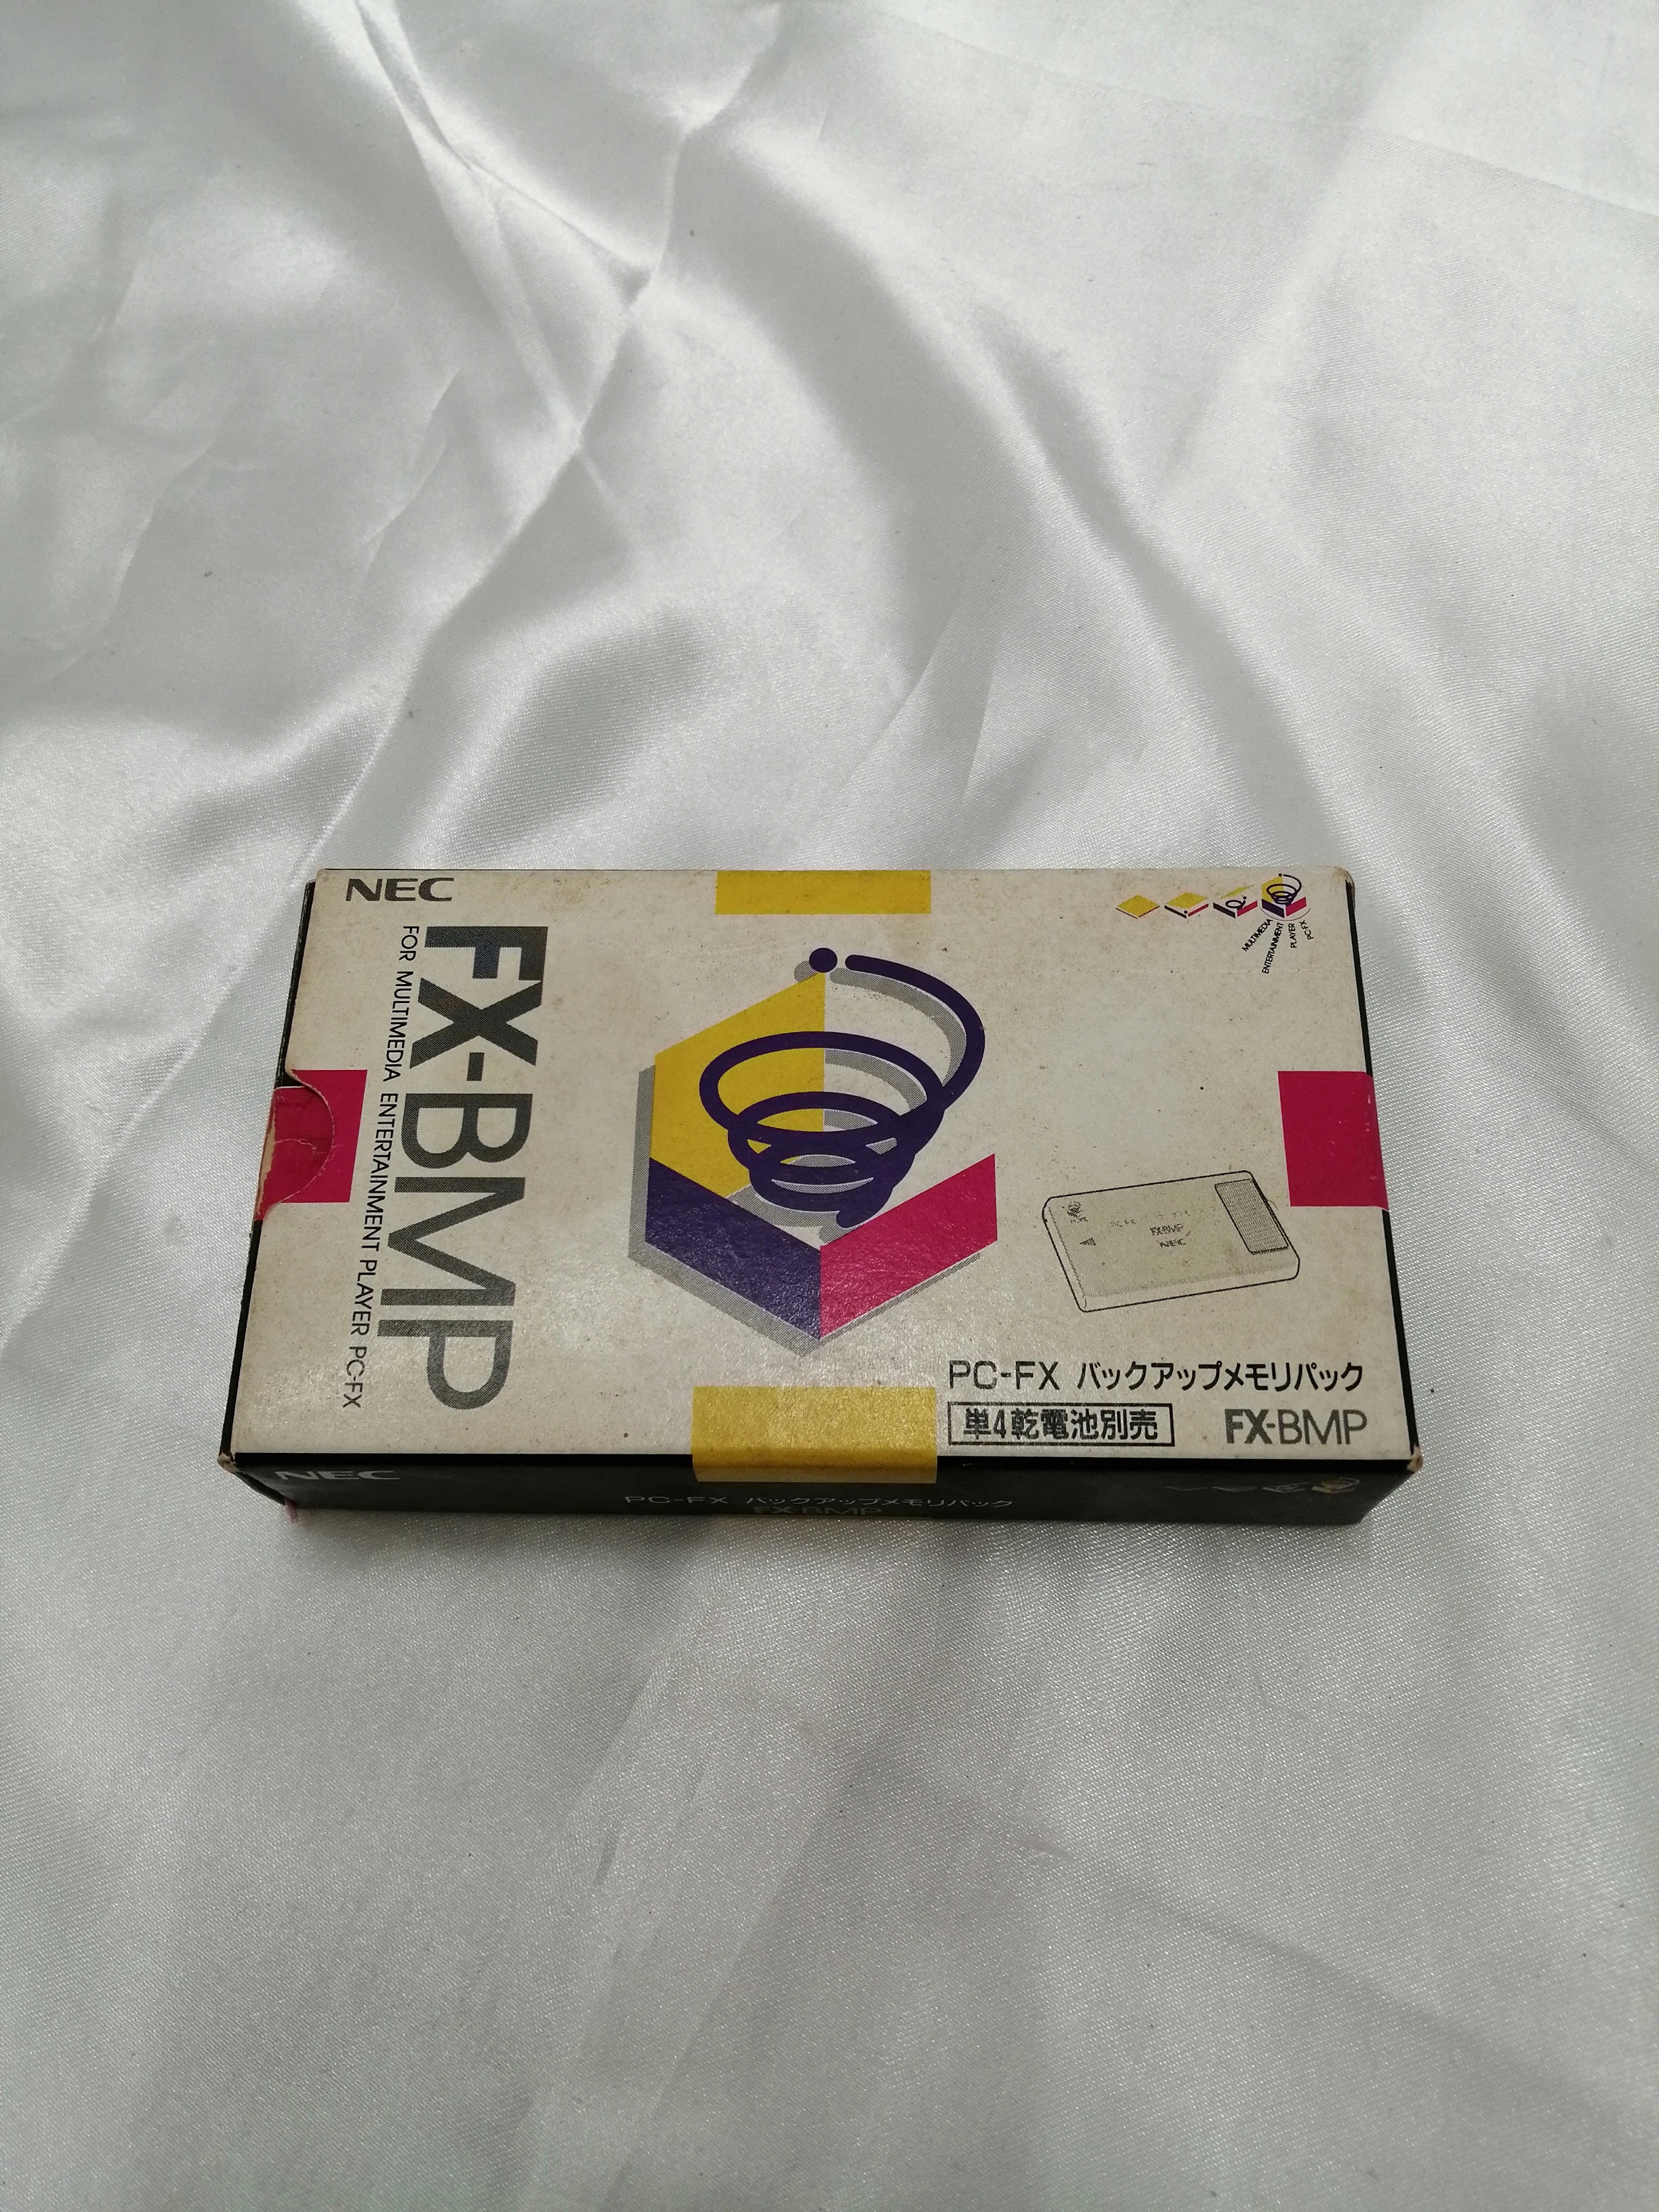 NEC
FX-BMP
FOR MULTIMEDIA ENTERTAINMENT PLAYER PC-FX
MULTIMEDIA
ENTERTAINMENT
PLAYER
PC-FX
FX-BMP
NEC
PC-FX バックアップメモリパック
単4乾電池別売
FX-BMP
NEC
PC-FX バックアップメモリパック
FX-BMP